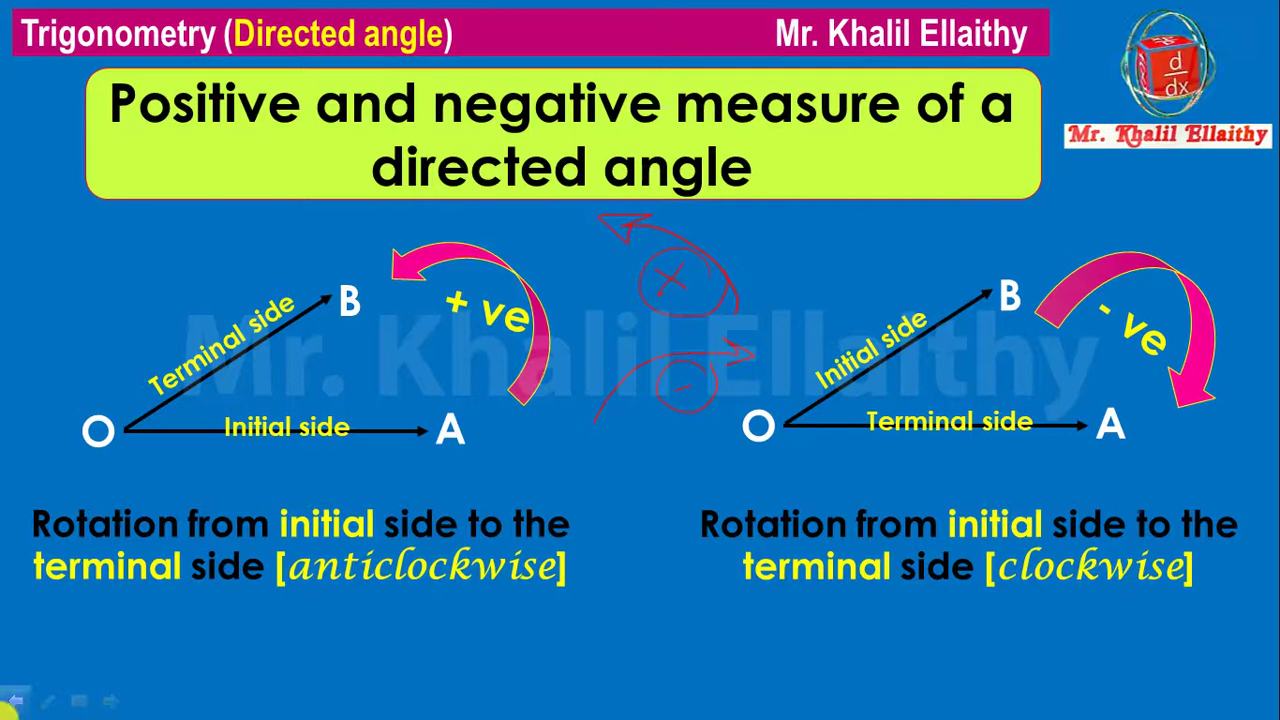 Trigonometry (Directed angle)
Mr. Khalil Ellaithy
d
dx
Mr. Khalil Ellaithy
Positive and negative measure of a
directed angle
+
-
Mr. Khalil Ellaithy
B
+ ve
Terminal side
O
Initial side
A
B
- ve
Initial side
O
Terminal side
A
Rotation from initial side to the
terminal side [anticlockwise]
Rotation from initial side to the
terminal side [clockwise]